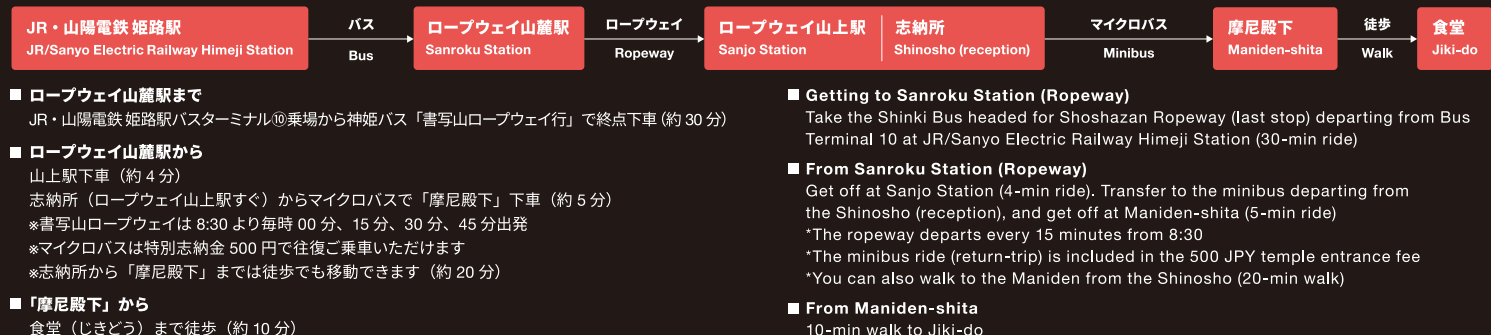 JR・山陽電鉄 姫路駅
JR/Sanyo Electric Railway Himeji Station
バス
Bus
ロープウェイ山麓駅
Sanroku Station
ロープウェイ
Ropeway
ロープウェイ山上駅
Sanjo Station
志納所
Shinosho (reception)
マイクロバス
Minibus
摩尼殿下
Maniden-shita
徒歩
Walk
食堂
Jiki-do
■ ロープウェイ山麓駅まで
JR・山陽電鉄 姫路駅バスターミナル⑩乗場から神姫バス「書写山ロープウェイ行」で終点下車(約 30 分)
■ ロープウェイ山麓駅から
山上駅下車（約 4 分）
志納所（ロープウェイ山上駅すぐ）からマイクロバスで「摩尼殿下」下車（約 5 分）
※書写山ロープウェイは 8:30 より毎時 00 分、15 分、30 分、45 分出発
※マイクロバスは特別志納金 500 円で往復ご乗車いただけます
※志納所から「摩尼殿下」までは徒歩でも移動できます（約 20 分）
■ 「摩尼殿下」から
食堂（じきどう）まで徒歩（約 10 分）
■ Getting to Sanroku Station (Ropeway)
Take the Shinki Bus headed for Shoshazan Ropeway (last stop) departing from Bus
Terminal 10 at JR/Sanyo Electric Railway Himeji Station (30-min ride)
■ From Sanroku Station (Ropeway)
Get off at Sanjo Station (4-min ride). Transfer to the minibus departing from
the Shinosho (reception), and get off at Maniden-shita (5-min ride)
*The ropeway departs every 15 minutes from 8:30
*The minibus ride (return-trip) is included in the 500 JPY temple entrance fee
*You can also walk to the Maniden from the Shinosho (20-min walk)
■ From Maniden-shita
10-min walk to Jiki-do